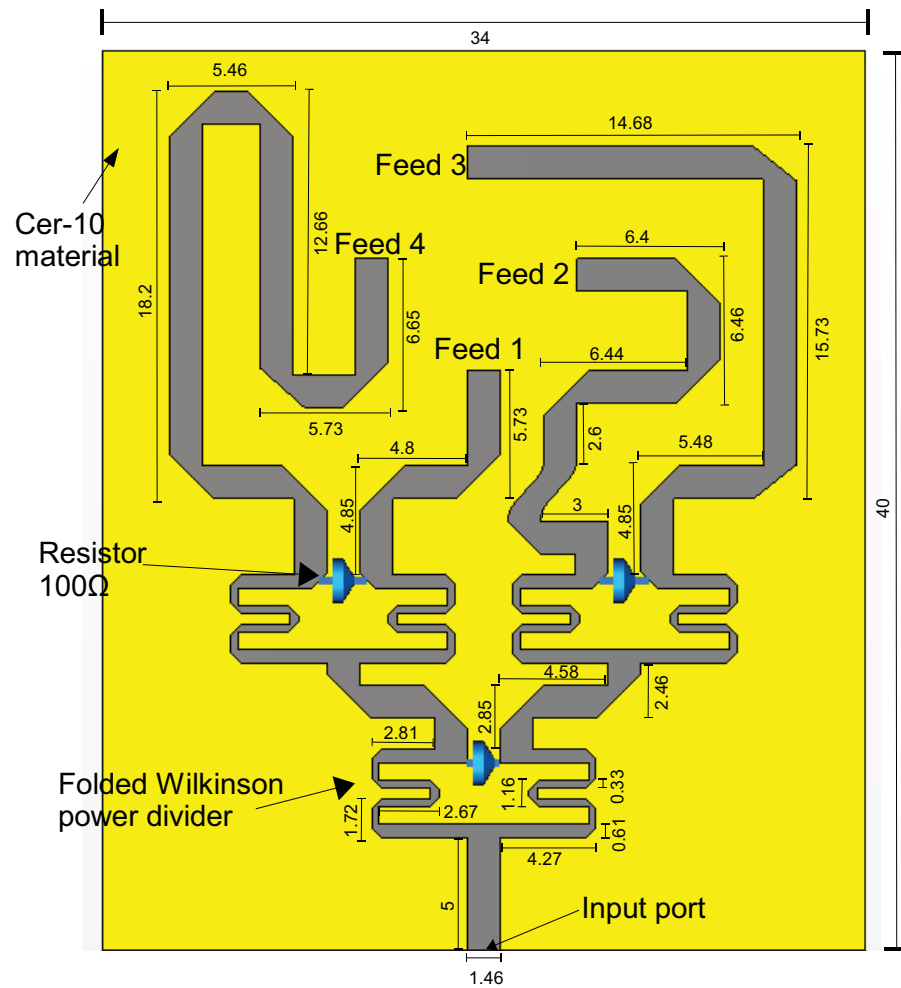 34
5.46
14.68
Feed 3
Cer-10
material
12.66
Feed 4
6.4
Feed 2
18.2
6.65
6.46
15.73
Feed 1
6.44
5.73
5.73
2.6
4.8
5.48
4.85
3
4.85
40
Resistor
100Ω
4.58
2.46
2.85
2.81
Folded Wilkinson
power divider
1.16
0.33
1.72
2.67
0.61
4.27
5
Input port
1.46